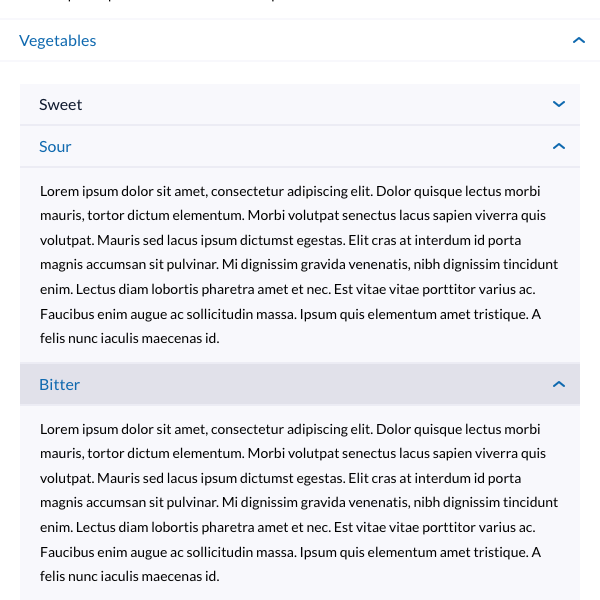 Vegetables
Sweet
Sour
Lorem ipsum dolor sit amet, consectetur adipiscing elit. Dolor quisque lectus morbi
mauris, tortor dictum elementum. Morbi volutpat senectus lacus sapien viverra quis
volutpat. Mauris sed lacus ipsum dictumst egestas. Elit cras at interdum id porta
magnis accumsan sit pulvinar. Mi dignissim gravida venenatis, nibh dignissim tincidunt
enim. Lectus diam lobortis pharetra amet et nec. Est vitae vitae porttitor varius ac.
Faucibus enim augue ac sollicitudin massa. Ipsum quis elementum amet tristique. A
felis nunc iaculis maecenas id.
Bitter
Lorem ipsum dolor sit amet, consectetur adipiscing elit. Dolor quisque lectus morbi
mauris, tortor dictum elementum. Morbi volutpat senectus lacus sapien viverra quis
volutpat. Mauris sed lacus ipsum dictumst egestas. Elit cras at interdum id porta
magnis accumsan sit pulvinar. Mi dignissim gravida venenatis, nibh dignissim tincidunt
enim. Lectus diam lobortis pharetra amet et nec. Est vitae vitae porttitor varius ac.
Faucibus enim augue ac sollicitudin massa. Ipsum quis elementum amet tristique. A
felis nunc iaculis maecenas id.